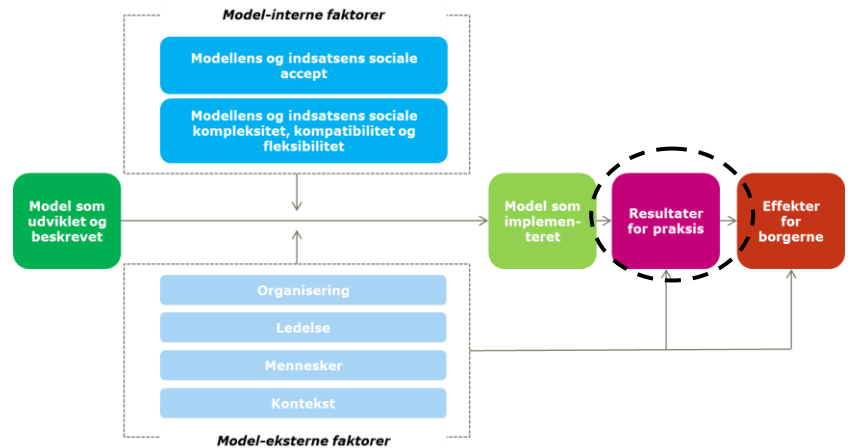 Model-interne faktorer
Modellens og indsatsens sociale
accept
Modellens og indsatsens sociale
kompleksitet, kompatibilitet og
fleksibilitet
Model som
udviklet og
beskrevet
Model som
implemen-
teret
Resultater
for praksis
Effekter
for
borgerne
Organisering
Ledelse
Mennesker
Kontekst
Model-eksterne faktorer